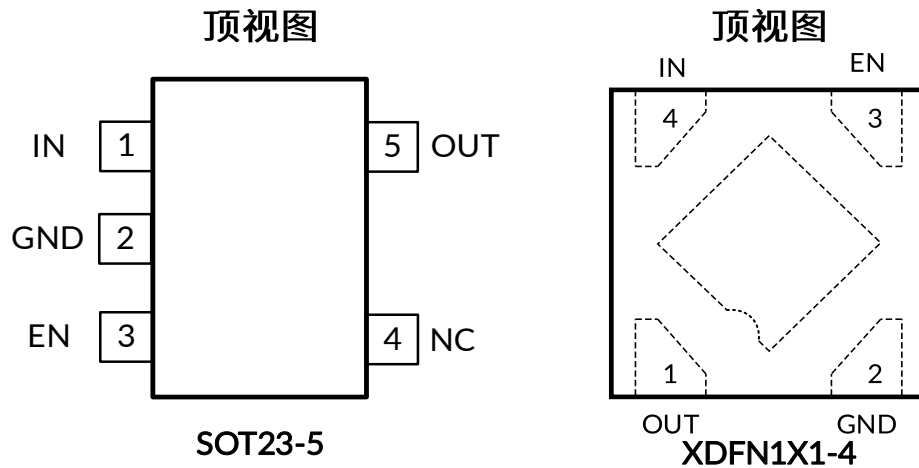 顶视图
IN 1 5 OUT
GND 2
EN 3 4 NC
SOT23-5
顶视图
IN EN
4 3
1 2
OUT GND
XDFN1X1-4